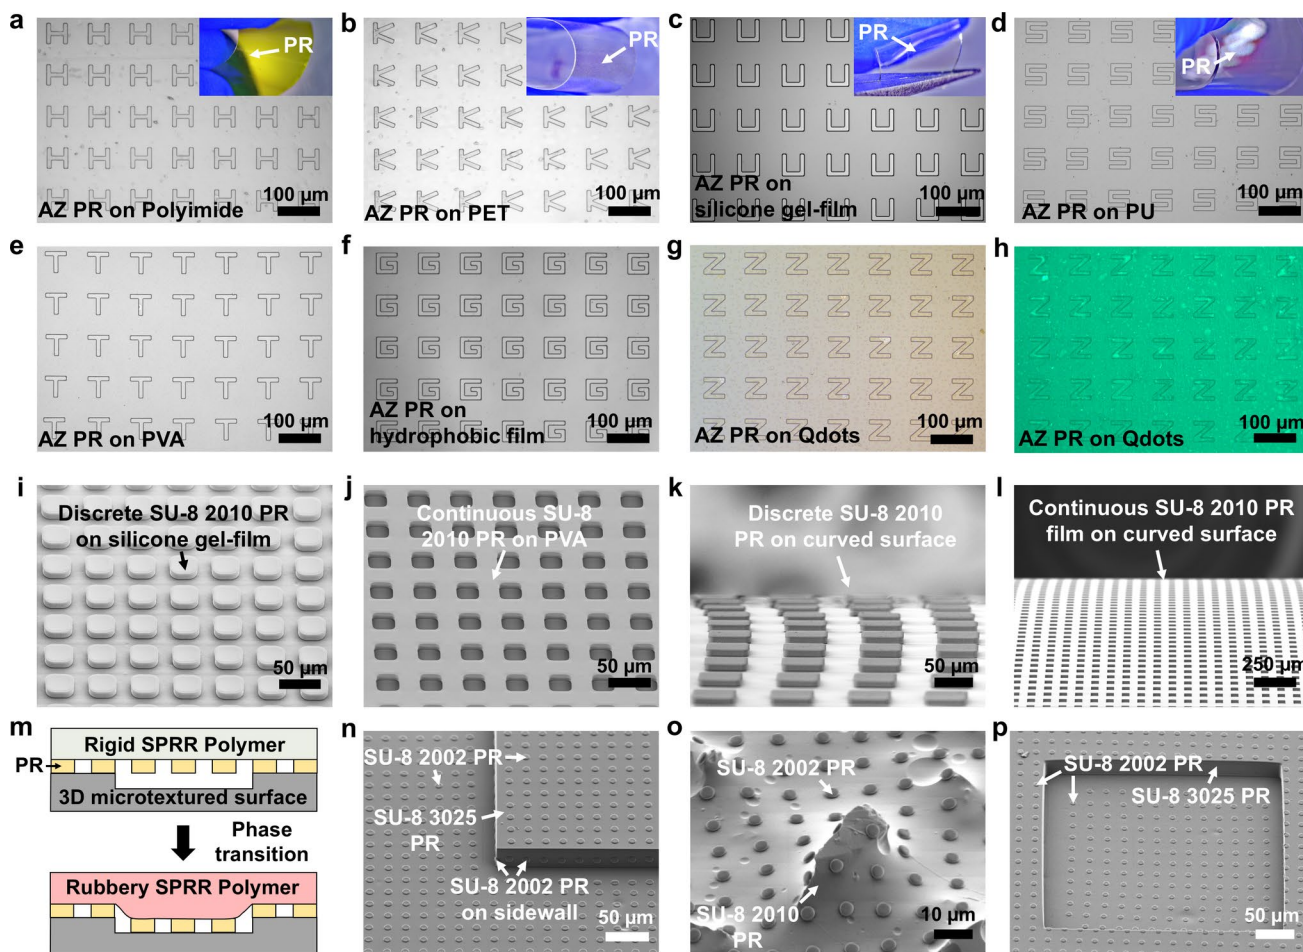 a
PR
100 μm
AZ PR on Polyimide
b
PR
100 μm
AZ PR on PET
c
PR
AZ PR on
silicone gel-film
100 μm
d
PR
100 μm
AZ PR on PU
e
100 μm
AZ PR on PVA
f
AZ PR on
hydrophobic film
100 μm
g
100 μm
AZ PR on Qdots
h
100 μm
AZ PR on Qdots
i
Discrete SU-8 2010 PR
on silicone gel-film
50 μm
j
Continuous SU-8
2010 PR on PVA
50 μm
k
Discrete SU-8 2010
PR on curved surface
50 μm
l
Continuous SU-8 2010 PR
film on curved surface
250 μm
m
Rigid SPRR Polymer
PR
3D microtextured surface
Phase
transition
Rubbery SPRR Polymer
n
SU-8 2002 PR
SU-8 3025
PR
SU-8 2002 PR
on sidewall
50 μm
o
SU-8 2002 PR
SU-8 2010
PR
10 μm
p
SU-8 2002 PR
SU-8 3025 PR
50 μm